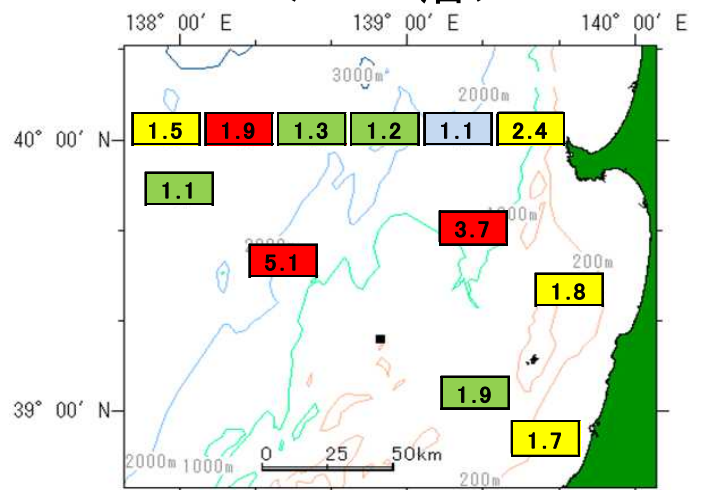 138° 00' E 139° 00' E 140° 00' E
3000m
2000m
40° 00' N
1.5 1.9 1.3 1.2 1.1 2.4
1.1
3.7
200m
5.1
1.8
1.9
39° 00' N
1.7
0 25 50km
2000m 1000m
200m